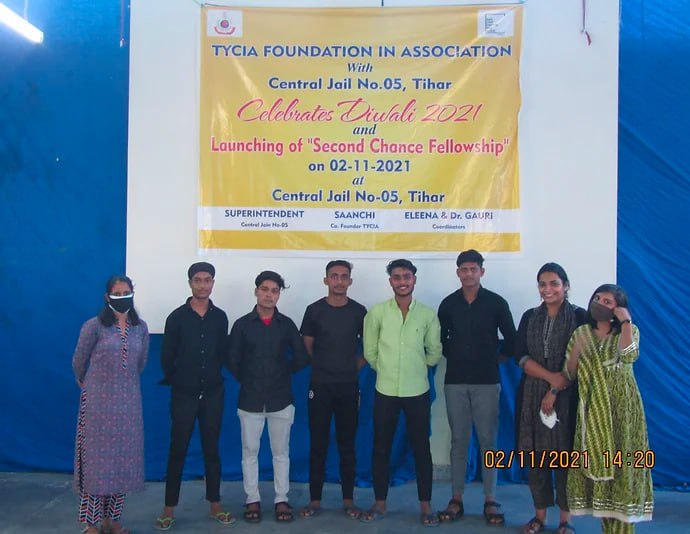 TYCIA FOUNDATION IN ASSOCIATION
With
Central Jail No.05, Tihar
Celebrates Diwali 2021
and
Launching of "Second Chance Fellowship"
on 02-11-2021
at
Central Jail No-05, Tihar
SUPERINTENDENT SAANCHI ELEENA & Dr. GAURI
Central Jain No-05 Co. Founder TYCIA Coordinators
02/11/2021 14:20